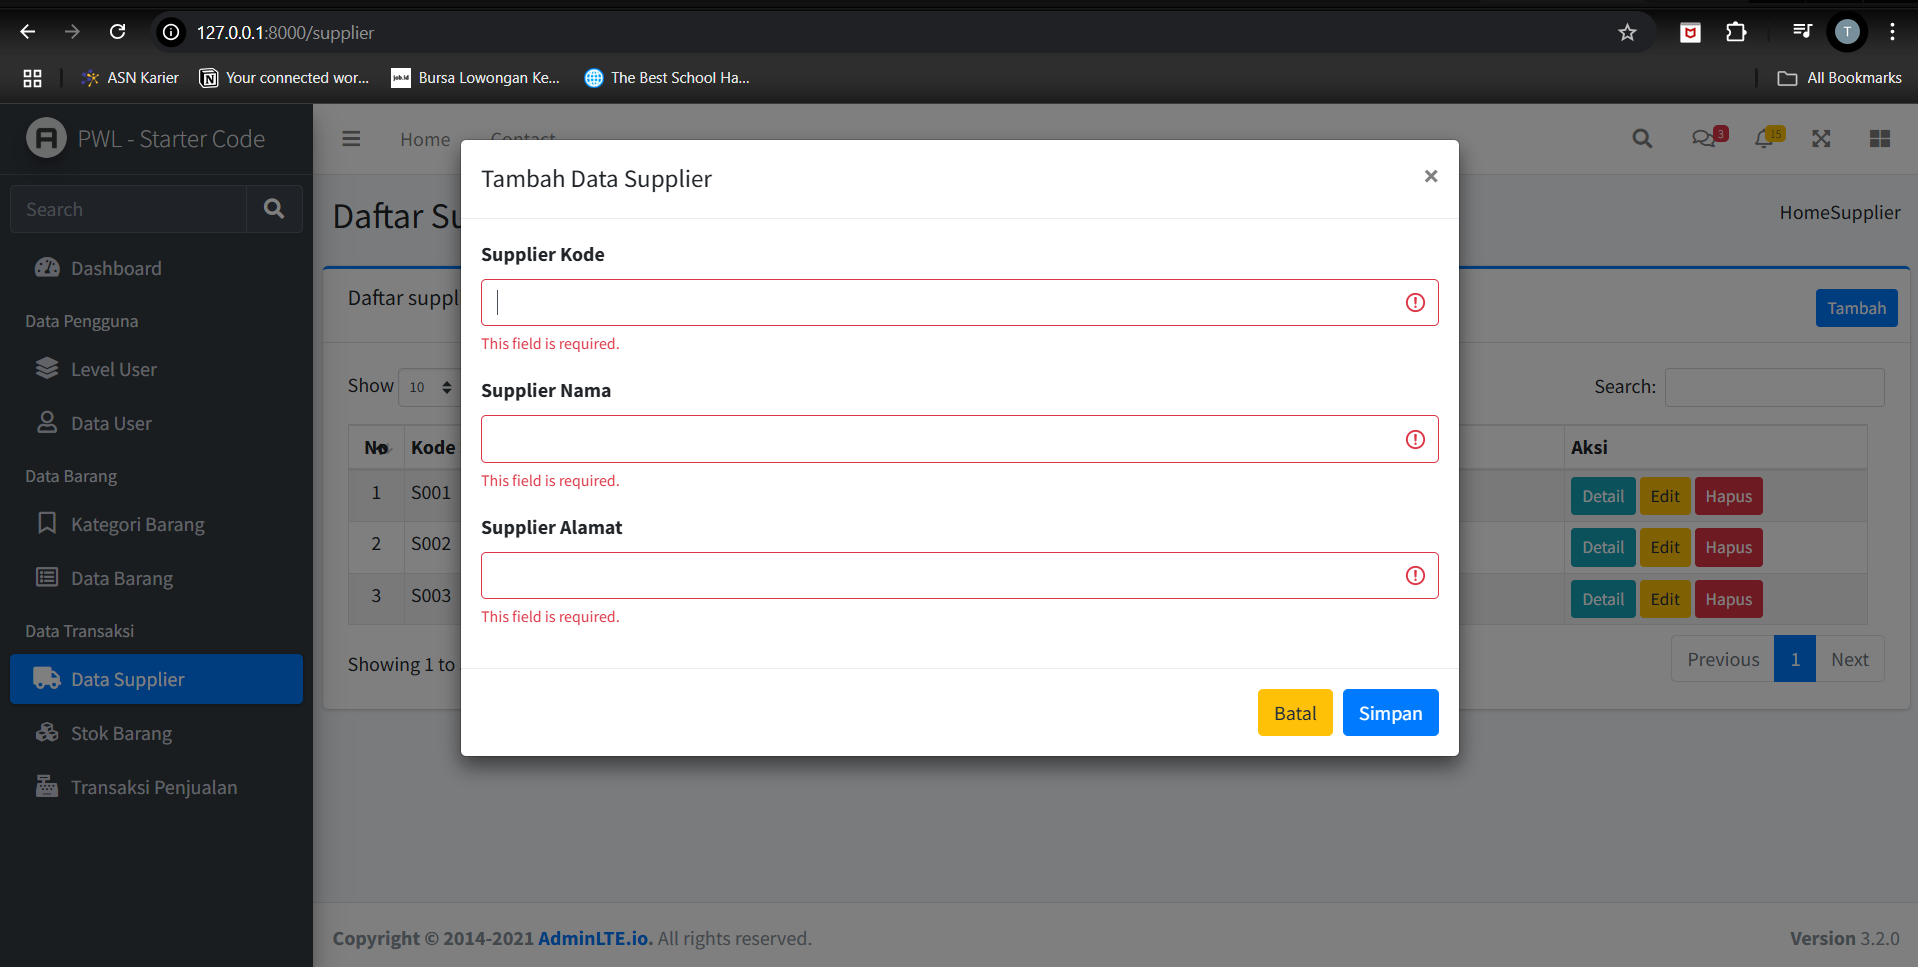 127.0.0.1:8000/supplier
T
ASN Karier
Your connected wor...
job.id
Bursa Lowongan Ke...
The Best School Ha...
All Bookmarks
PWL - Starter Code
Home
Contact
3
15
Search
Daftar Su
HomeSupplier
Dashboard
Data Pengguna
Level User
Data User
Data Barang
Kategori Barang
Data Barang
Data Transaksi
Data Supplier
Stok Barang
Transaksi Penjualan
Daftar suppl
Tambah
Show 10
Search:
No Kode Aksi
1 S001 Detail Edit Hapus
2 S002 Detail Edit Hapus
3 S003 Detail Edit Hapus
Showing 1 to
Previous 1 Next
Tambah Data Supplier
×
Supplier Kode
This field is required.
Supplier Nama
This field is required.
Supplier Alamat
This field is required.
Batal Simpan
Copyright © 2014-2021 AdminLTE.io. All rights reserved.
Version 3.2.0